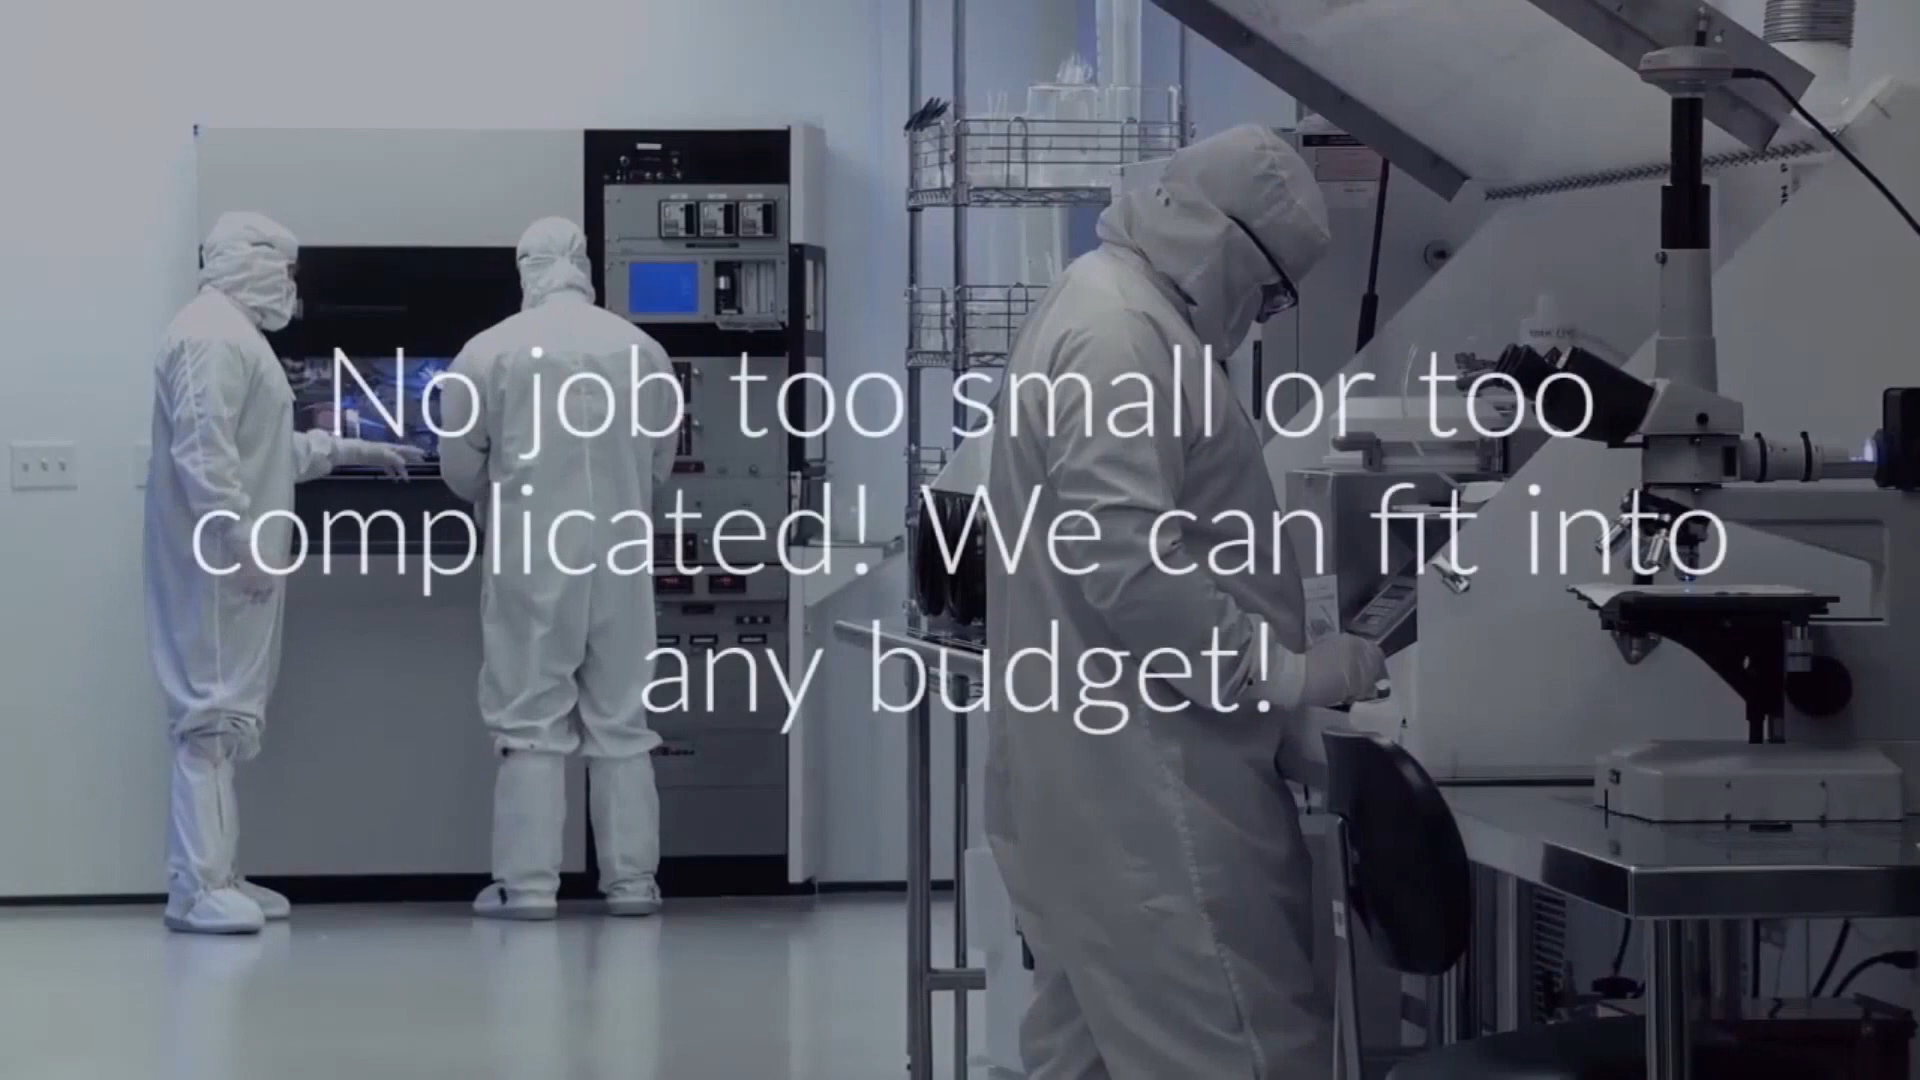 No job too small or too
complicated! We can fit into
any budget!